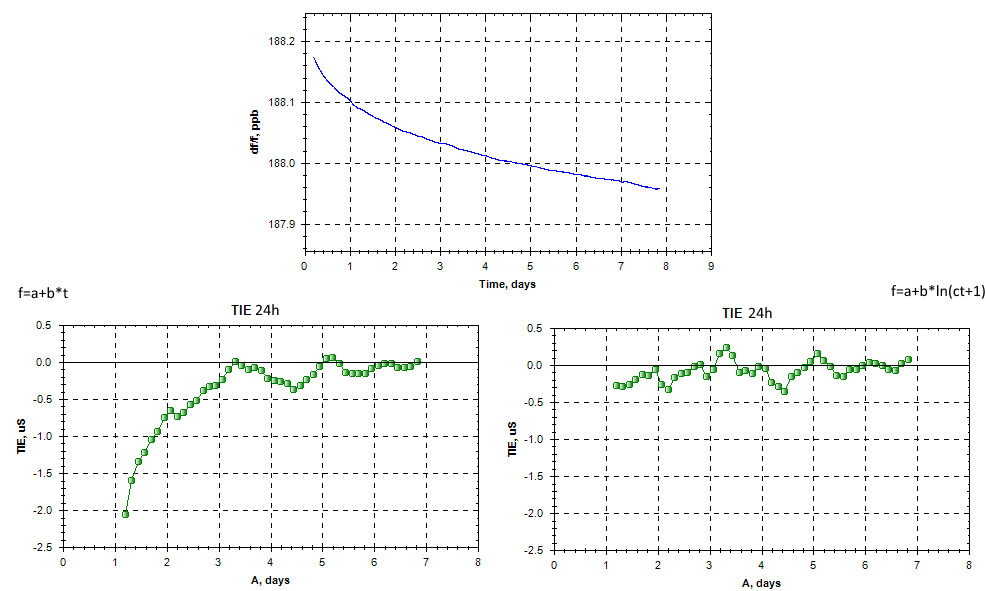 188.2
188.1
188.0
187.9
df/f, ppb
0 1 2 3 4 5 6 7 8 9
Time, days
f=a+b*t
TIE 24h
0.5
0.0
-0.5
-1.0
-1.5
-2.0
-2.5
TIE, uS
0 1 2 3 4 5 6 7 8
A, days
f=a+b*ln(ct+1)
TIE 24h
0.5
0.0
-0.5
-1.0
-1.5
-2.0
-2.5
TIE, uS
0 1 2 3 4 5 6 7 8
A, days